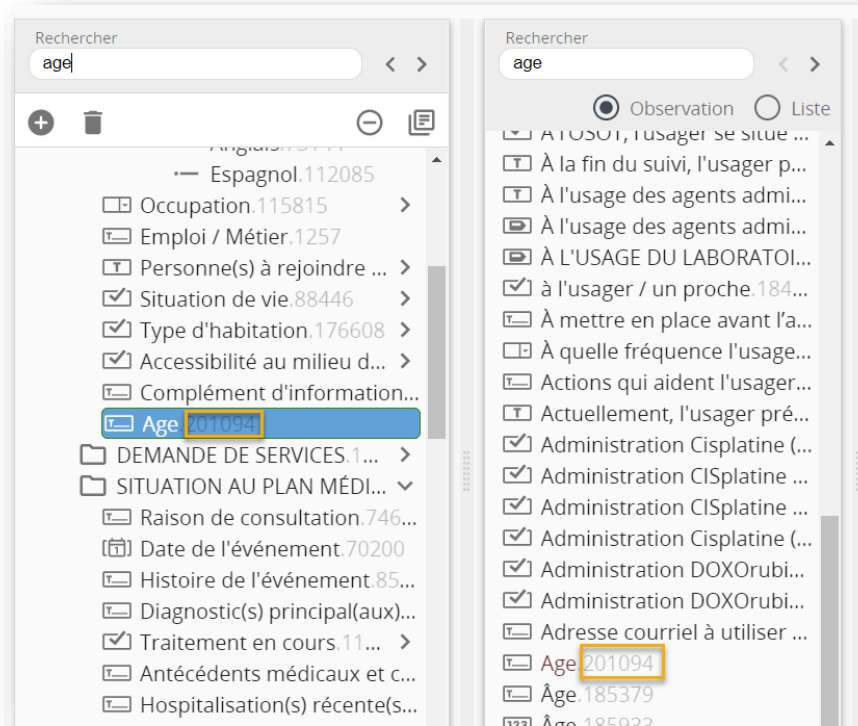 Rechercher
age
Espagnol.112085
Occupation.115815
Emploi / Métier.1257
Personne(s) à rejoindre ...
Situation de vie.88446
Type d'habitation.176608
Accessibilité au milieu d...
Complément d'information...
Age.201094
DEMANDE DE SERVICES.1...
SITUATION AU PLAN MÉDI...
Raison de consultation.746...
Date de l'événement.70200
Histoire de l'événement.85...
Diagnostic(s) principal(aux)...
Traitement en cours.11...
Antécédents médicaux et c...
Hospitalisation(s) récente(s...
Rechercher
age
Observation
Liste
À la fin du suivi, l'usager p...
À l'usage des agents admi...
À l'usage des agents admi...
À L'USAGE DU LABORATOI...
à l'usager / un proche.184...
À mettre en place avant l'a...
À quelle fréquence l'usage...
Actions qui aident l'usager...
Actuellement, l'usager pré...
Administration Cisplatine (...
Administration CISplatine ...
Administration CISplatine ...
Administration Cisplatine (...
Administration DOXOrubi...
Administration DOXOrubi...
Adresse courriel à utiliser ...
Age.201094
Âge.185379
Âge.185933